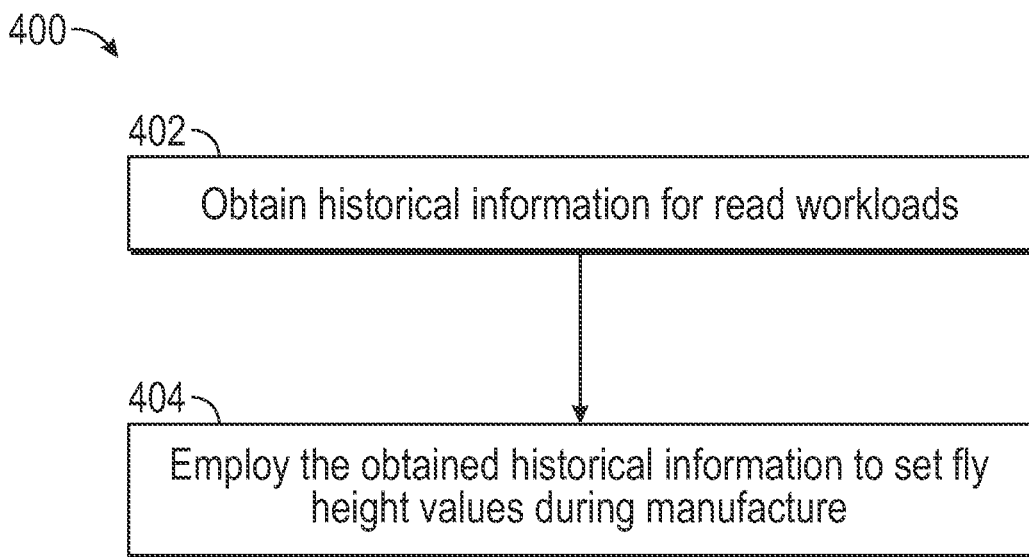 400
402
Obtain historical information for read workloads
404
Employ the obtained historical information to set fly
height values during manufacture